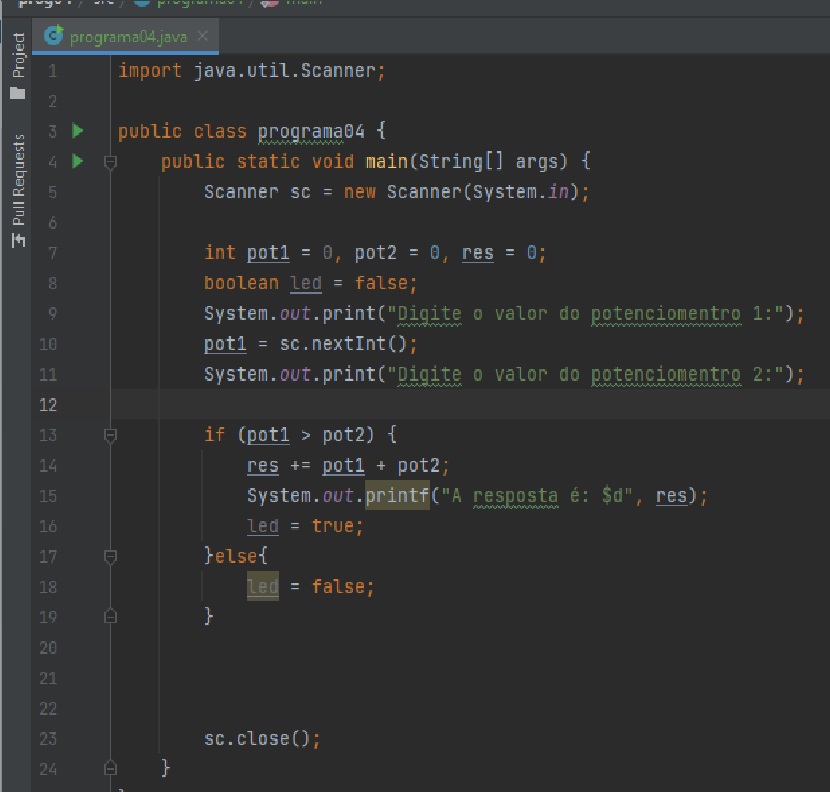 programa04.java
Project
Pull Requests
1 import java.util.Scanner;
2
3 public class programa04 {
4 public static void main(String[] args) {
5 Scanner sc = new Scanner(System.in);
6
7 int pot1 = 0, pot2 = 0, res = 0;
8 boolean led = false;
9 System.out.print("Digite o valor do potenciomentro 1:");
10 pot1 = sc.nextInt();
11 System.out.print("Digite o valor do potenciomentro 2:");
12
13 if (pot1 > pot2) {
14 res += pot1 + pot2;
15 System.out.printf("A resposta é: $d", res);
16 led = true;
17 }else{
18 led = false;
19 }
20
21
22
23 sc.close();
24 }